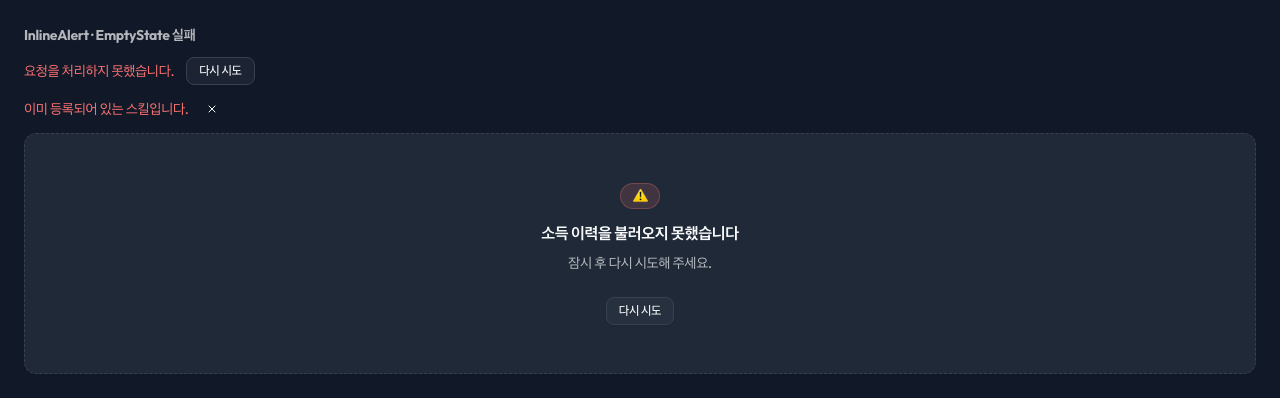 InlineAlert · EmptyState 실패
요청을 처리하지 못했습니다. 다시 시도
이미 등록되어 있는 스킬입니다. ×
소득 이력을 불러오지 못했습니다
잠시 후 다시 시도해 주세요.
다시 시도